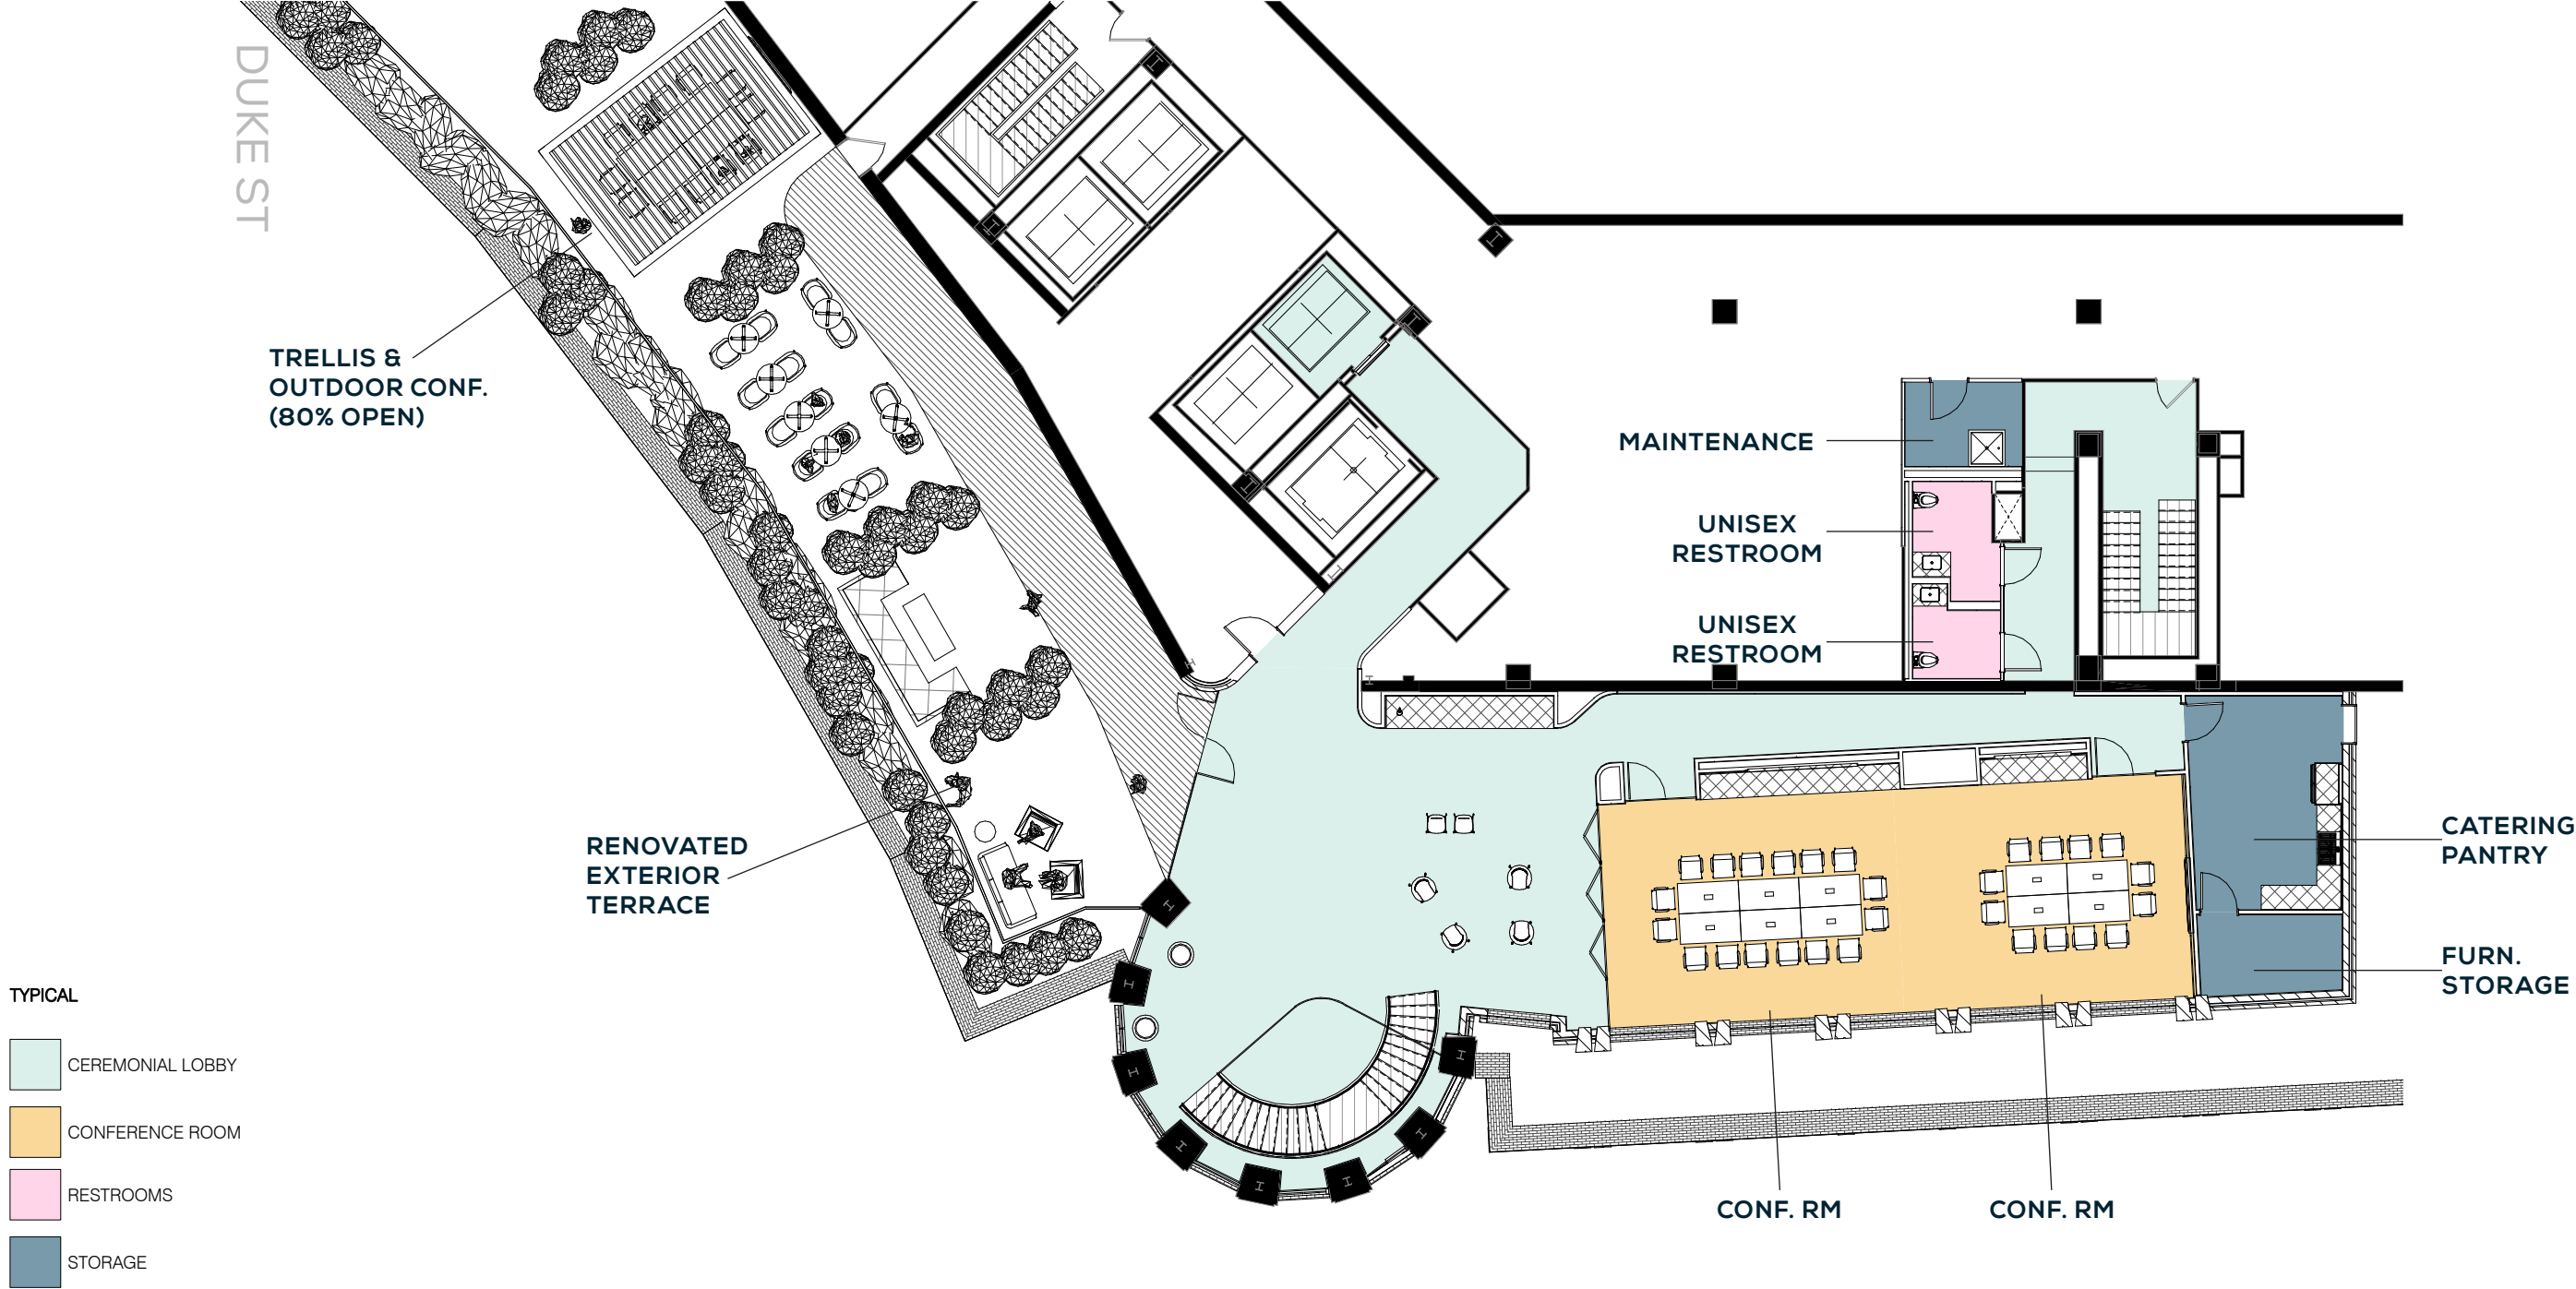 DUKE ST
TRELLIS &
OUTDOOR CONF.
(80% OPEN)
MAINTENANCE
UNISEX
RESTROOM
UNISEX
RESTROOM
RENOVATED
EXTERIOR
TERRACE
CATERING
PANTRY
FURN.
STORAGE
CONF. RM
CONF. RM
TYPICAL
CEREMONIAL LOBBY
CONFERENCE ROOM
RESTROOMS
STORAGE